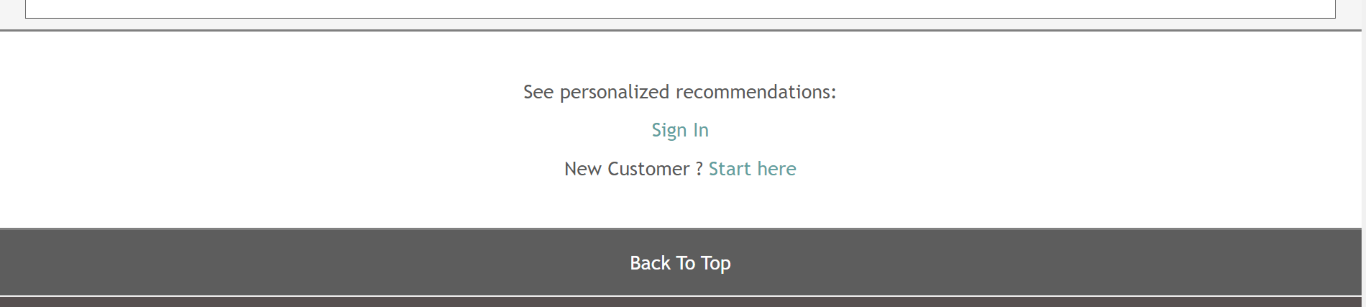 See personalized recommendations:
Sign In
New Customer ? Start here
Back To Top